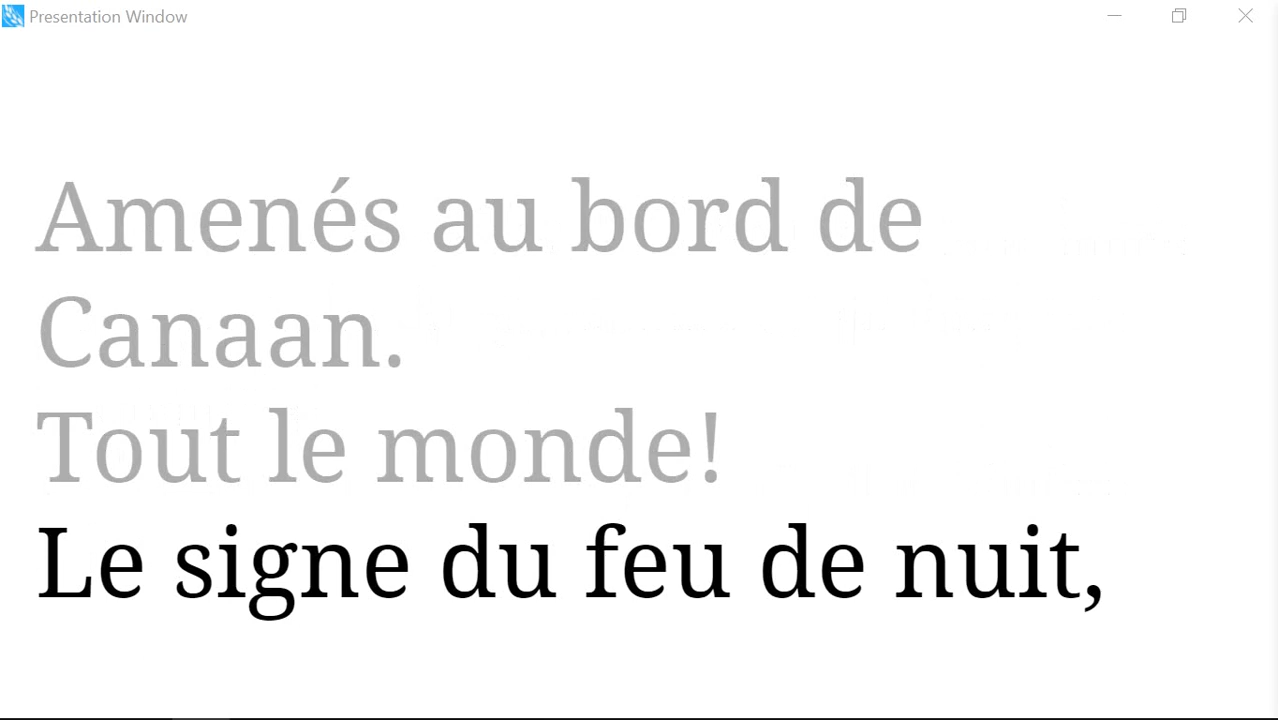 Presentation Window
Amenés au bord de
Canaan.
Tout le monde!
Le signe du feu de nuit,